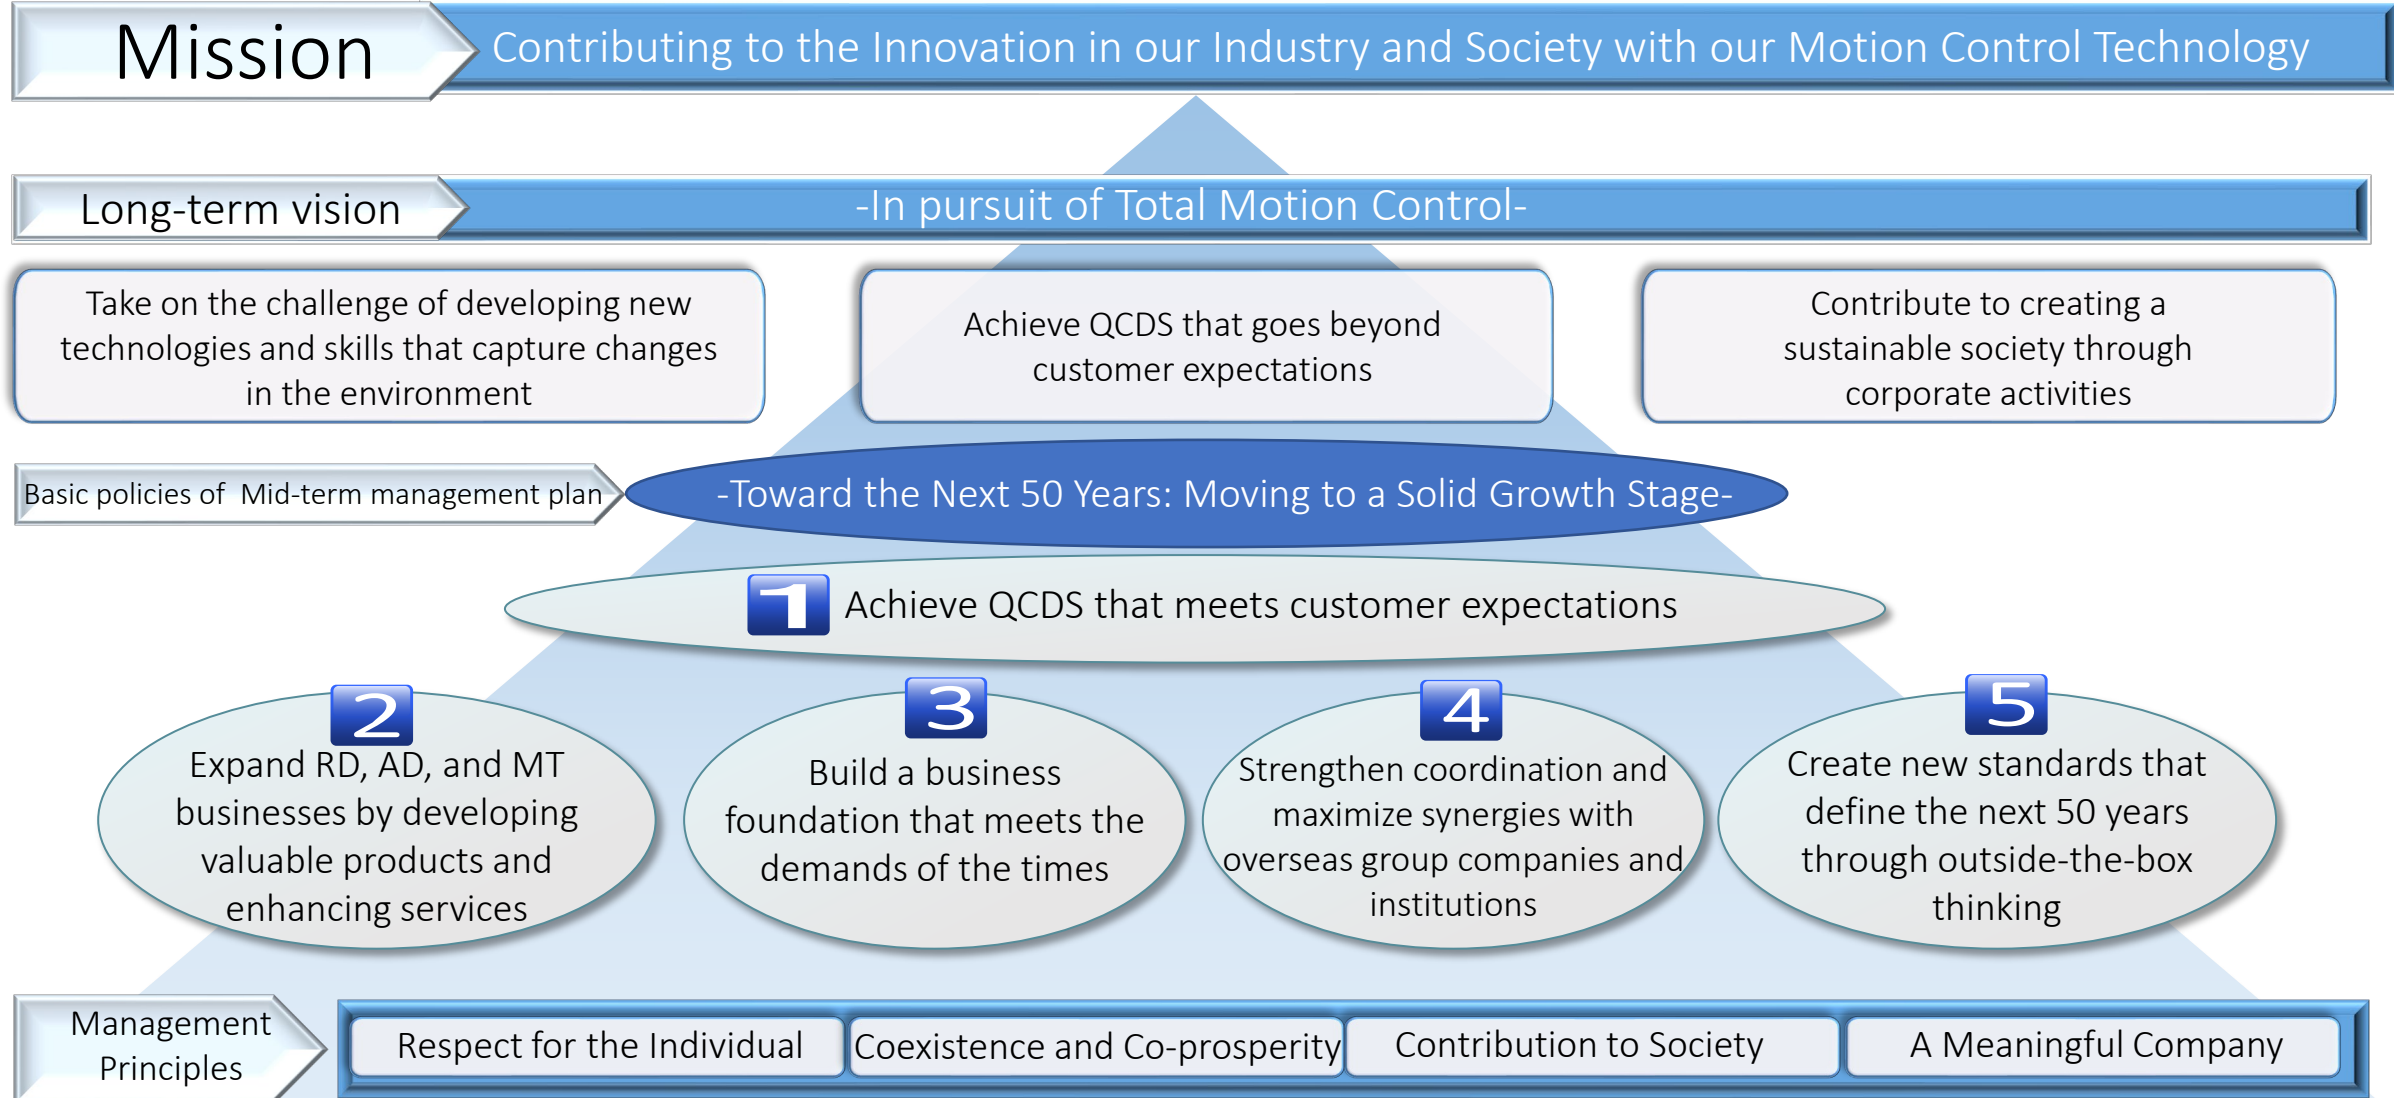 Mission
Contributing to the Innovation in our Industry and Society with our Motion Control Technology
Long-term vision
-In pursuit of Total Motion Control-
Take on the challenge of developing new
technologies and skills that capture changes
in the environment
Achieve QCDS that goes beyond
customer expectations
Contribute to creating a
sustainable society through
corporate activities
Basic policies of Mid-term management plan
-Toward the Next 50 Years: Moving to a Solid Growth Stage-
1 Achieve QCDS that meets customer expectations
2
Expand RD, AD, and MT
businesses by developing
valuable products and
enhancing services
3
Build a business
foundation that meets the
demands of the times
4
Strengthen coordination and
maximize synergies with
overseas group companies and
institutions
5
Create new standards that
define the next 50 years
through outside-the-box
thinking
Management
Principles
Respect for the Individual
Coexistence and Co-prosperity
Contribution to Society
A Meaningful Company